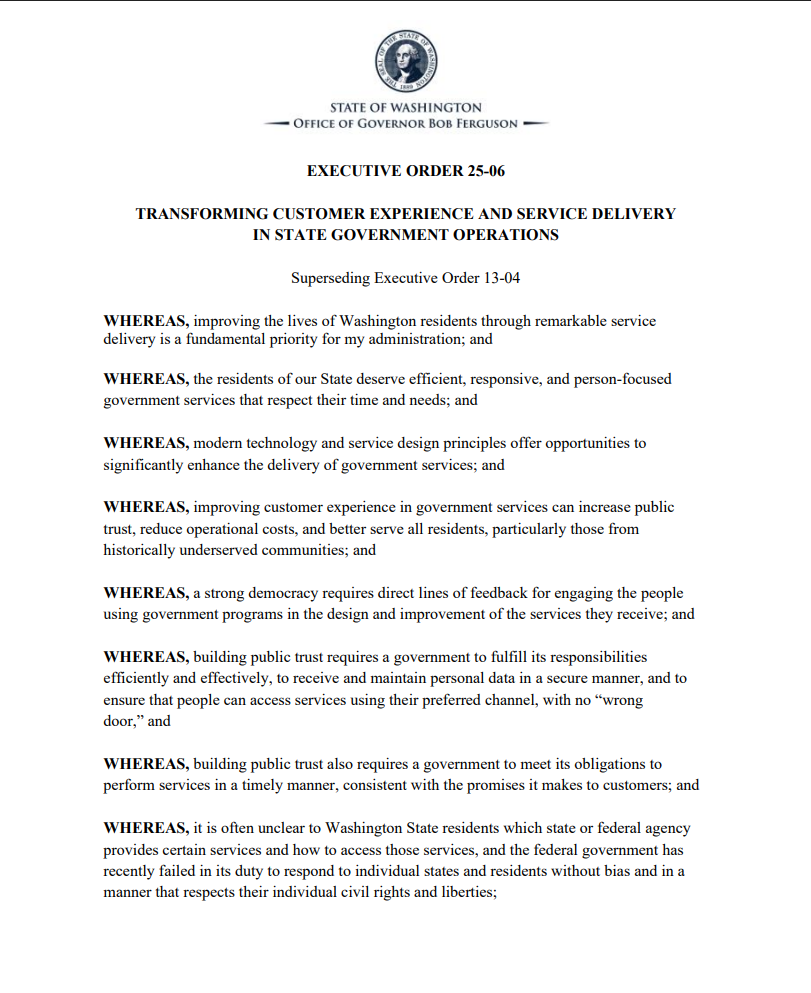 THE SEAL OF THE STATE OF WASHINGTON
1889
STATE OF WASHINGTON
OFFICE OF GOVERNOR BOB FERGUSON
EXECUTIVE ORDER 25-06
TRANSFORMING CUSTOMER EXPERIENCE AND SERVICE DELIVERY
IN STATE GOVERNMENT OPERATIONS
Superseding Executive Order 13-04
WHEREAS, improving the lives of Washington residents through remarkable service
delivery is a fundamental priority for my administration; and
WHEREAS, the residents of our State deserve efficient, responsive, and person-focused
government services that respect their time and needs; and
WHEREAS, modern technology and service design principles offer opportunities to
significantly enhance the delivery of government services; and
WHEREAS, improving customer experience in government services can increase public
trust, reduce operational costs, and better serve all residents, particularly those from
historically underserved communities; and
WHEREAS, a strong democracy requires direct lines of feedback for engaging the people
using government programs in the design and improvement of the services they receive; and
WHEREAS, building public trust requires a government to fulfill its responsibilities
efficiently and effectively, to receive and maintain personal data in a secure manner, and to
ensure that people can access services using their preferred channel, with no “wrong
door,” and
WHEREAS, building public trust also requires a government to meet its obligations to
perform services in a timely manner, consistent with the promises it makes to customers; and
WHEREAS, it is often unclear to Washington State residents which state or federal agency
provides certain services and how to access those services, and the federal government has
recently failed in its duty to respond to individual states and residents without bias and in a
manner that respects their individual civil rights and liberties;